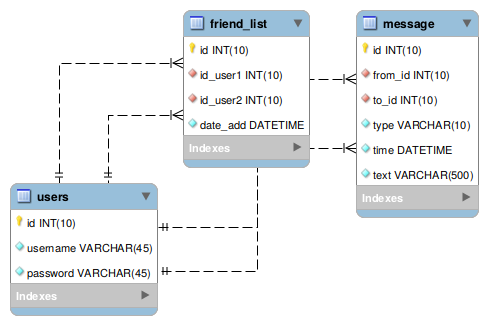 friend_list
id INT(10)
id_user1 INT(10)
id_user2 INT(10)
date_add DATETIME
Indexes
message
id INT(10)
from_id INT(10)
to_id INT(10)
type VARCHAR(10)
time DATETIME
text VARCHAR(500)
Indexes
users
id INT(10)
username VARCHAR(45)
password VARCHAR(45)
Indexes